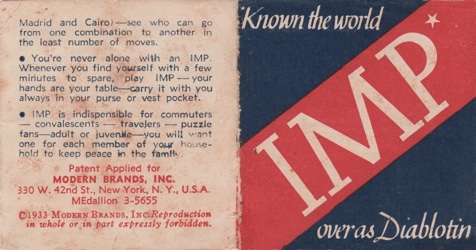 Madrid and Cairo)—see who can go
from one combination to another in
the least number of moves.
● You're never alone with an IMP.
Whenever you find yourself with a few
minutes to spare, play IMP — your
hands are your table—carry it with you
always in your purse or vest pocket.
● IMP is indispensible for commuters
— convalescents — travelers — puzzle
fans—adult or juvenile—you will want
one for each member of your house-
hold to keep peace in the family.
Patent Applied for
MODERN BRANDS, INC.
330 W. 42nd St., New York, N. Y., U.S.A.
MEdallion 3-5655
©1933 MODERN BRANDS, INC. Reproduction
in whole or in part expressly forbidden.
Known the world
IMP*
over as Diablotin